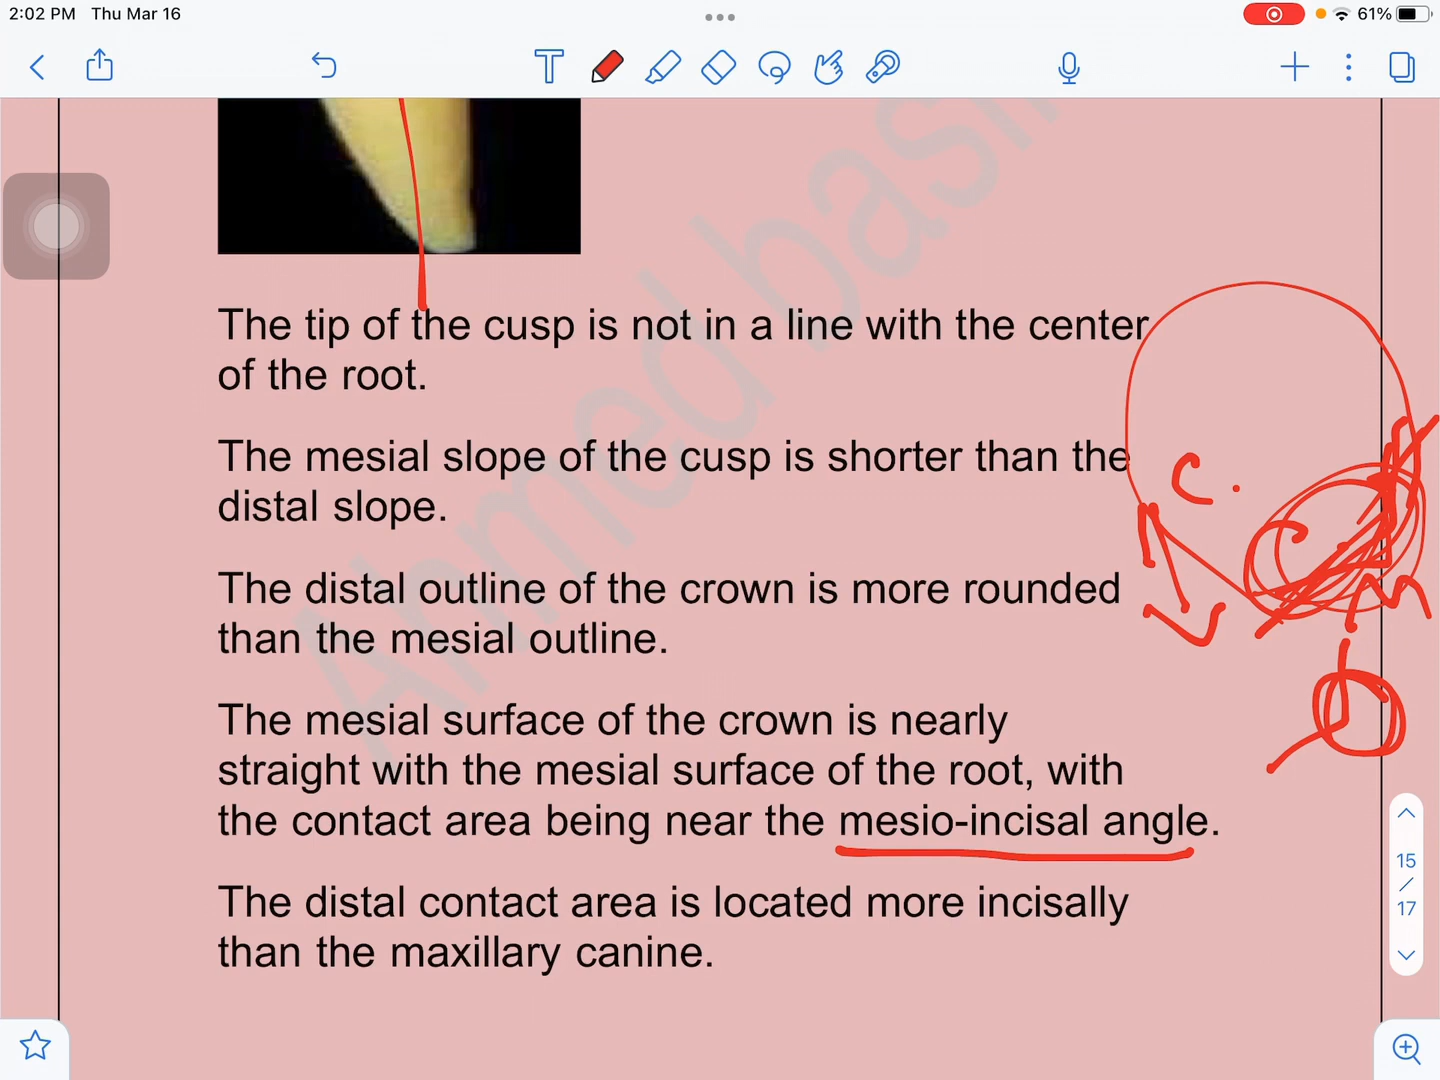 2:02 PM Thu Mar 16
61%
T
The tip of the cusp is not in a line with the center
of the root.
The mesial slope of the cusp is shorter than the
distal slope.
C.
The distal outline of the crown is more rounded
than the mesial outline.
The mesial surface of the crown is nearly
straight with the mesial surface of the root, with
the contact area being near the mesio-incisal angle.
The distal contact area is located more incisally
than the maxillary canine.
15
/
17
Ahmed basi